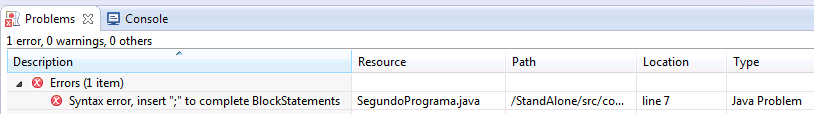 Problems Console
1 error, 0 warnings, 0 others
Description Resource Path Location Type
Errors (1 item)
Syntax error, insert ";" to complete BlockStatements SegundoPrograma.java /StandAlone/src/co... line 7 Java Problem